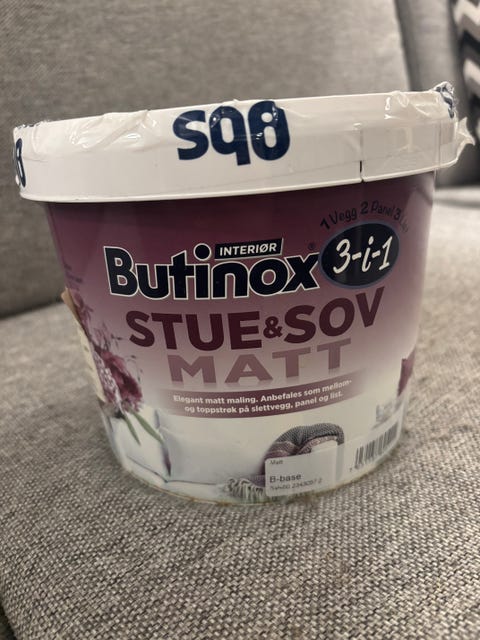 obs
INTERIØR
Butinox®
3-i-1
1 Vegg 2 Panel 3 List
STUE&SOV
MATT
Elegant matt maling. Anbefales som mellom-
og toppstrøk på slettvegg, panel og list.
Matt
B-base